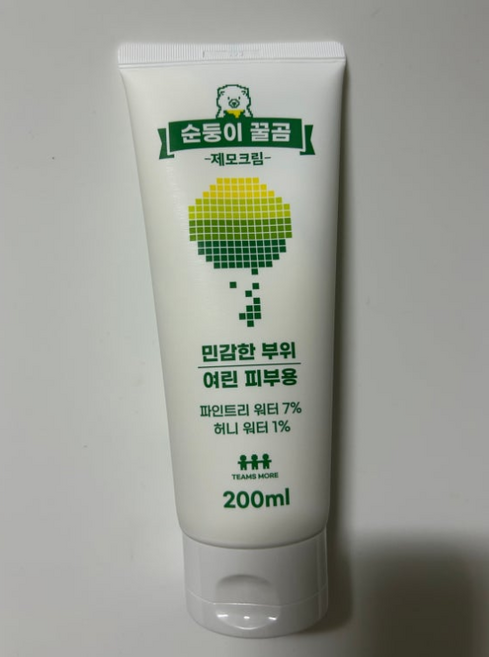 순둥이 꿀곰
-제모크림-
민감한 부위
여린 피부용
파인트리 워터 7%
허니 워터 1%
TEAMS MORE
200ml